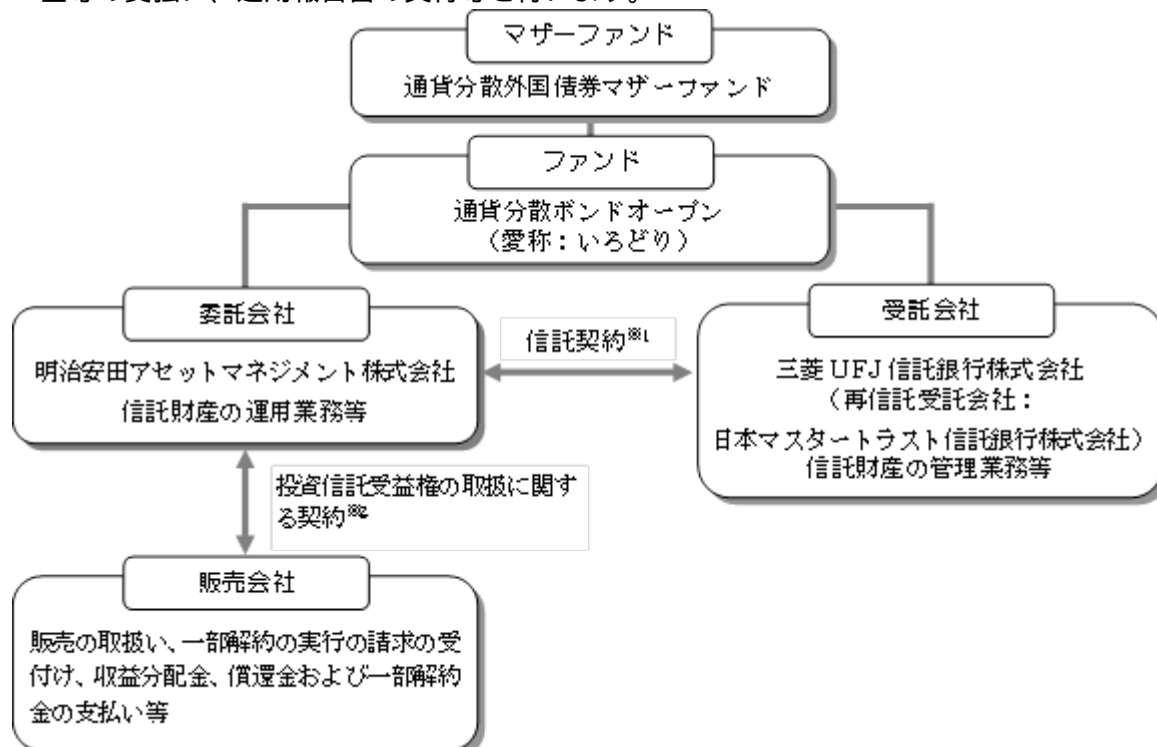 マザーファンド
通貨分散外国債券マザーファンド
ファンド
通貨分散ボンドオープン
（愛称：いろどり）
委託会社
明治安田アセットマネジメント株式会社
信託財産の運用業務等
信託契約※1
受託会社
三菱UFJ信託銀行株式会社
（再信託受託会社：
日本マスタートラスト信託銀行株式会社）
信託財産の管理業務等
投資信託受益権の取扱に関す
る契約※2
販売会社
販売の取扱い、一部解約の実行の請求の受
付け、収益分配金、償還金および一部解約
金の支払い等